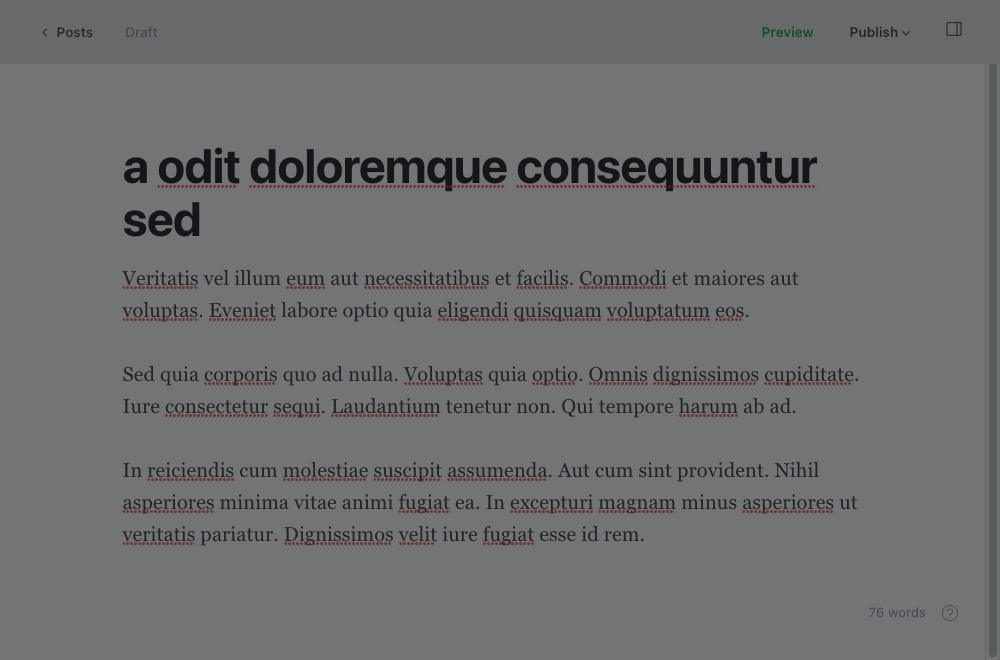 Posts
Draft
Preview
Publish
a odit doloremque consequuntur
sed
Veritatis vel illum eum aut necessitatibus et facilis. Commodi et maiores aut
voluptas. Eveniet labore optio quia eligendi quisquam voluptatum eos.
Sed quia corporis quo ad nulla. Voluptas quia optio. Omnis dignissimos cupiditate.
Iure consectetur sequi. Laudantium tenetur non. Qui tempore harum ab ad.
In reiciendis cum molestiae suscipit assumenda. Aut cum sint provident. Nihil
asperiores minima vitae animi fugiat ea. In excepturi magnam minus asperiores ut
veritatis pariatur. Dignissimos velit iure fugiat esse id rem.
76 words
?